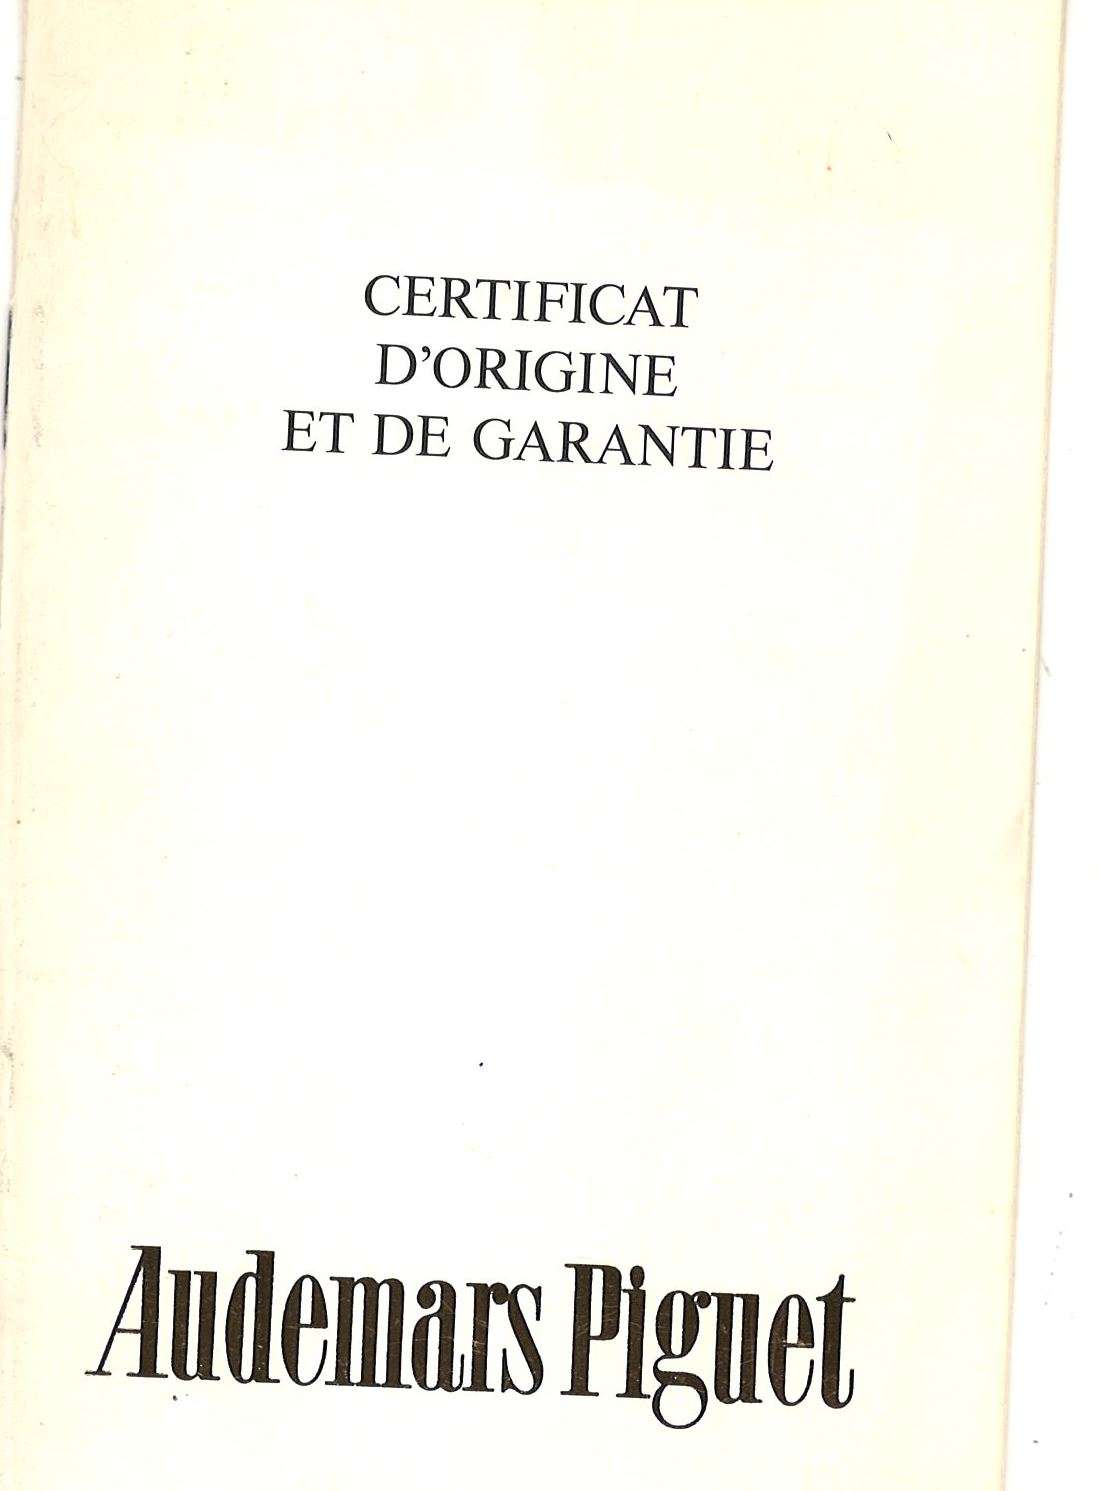 CERTIFICAT
D’ORIGINE
ET DE GARANTIE
Audemars Piguet